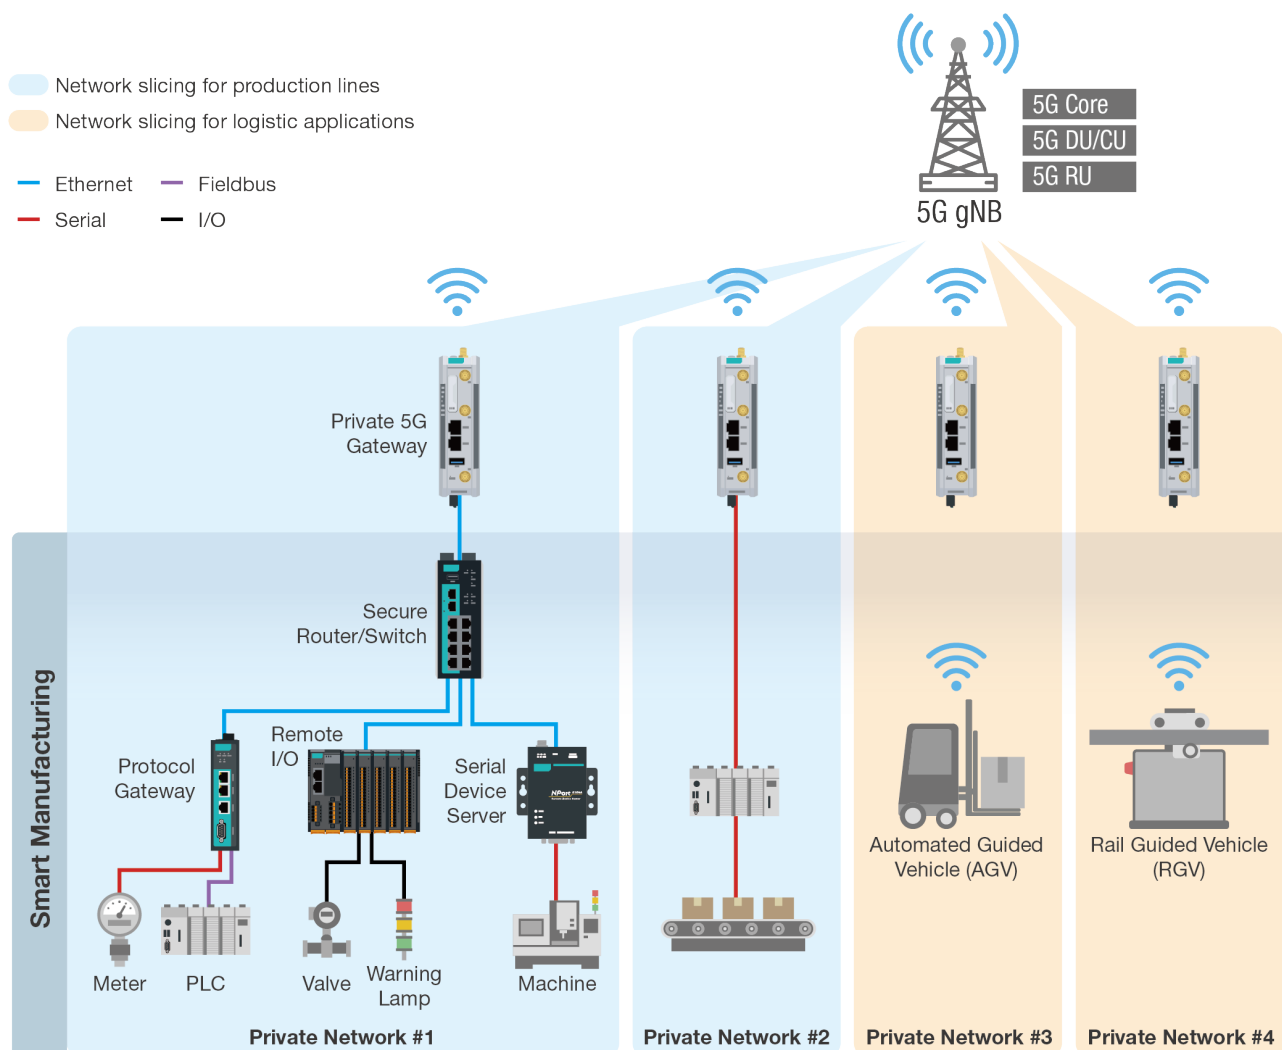 Network slicing for production lines
Network slicing for logistic applications
Ethernet
Fieldbus
Serial
I/O
5G Core
5G DU/CU
5G RU
5G gNB
Private 5G
Gateway
Secure
Router/Switch
Smart Manufacturing
Protocol
Gateway
Remote
I/O
Serial
Device
Server
NPort
Automated Guided
Vehicle (AGV)
Rail Guided Vehicle
(RGV)
Meter
PLC
Valve
Warning
Lamp
Machine
Private Network #1
Private Network #2
Private Network #3
Private Network #4